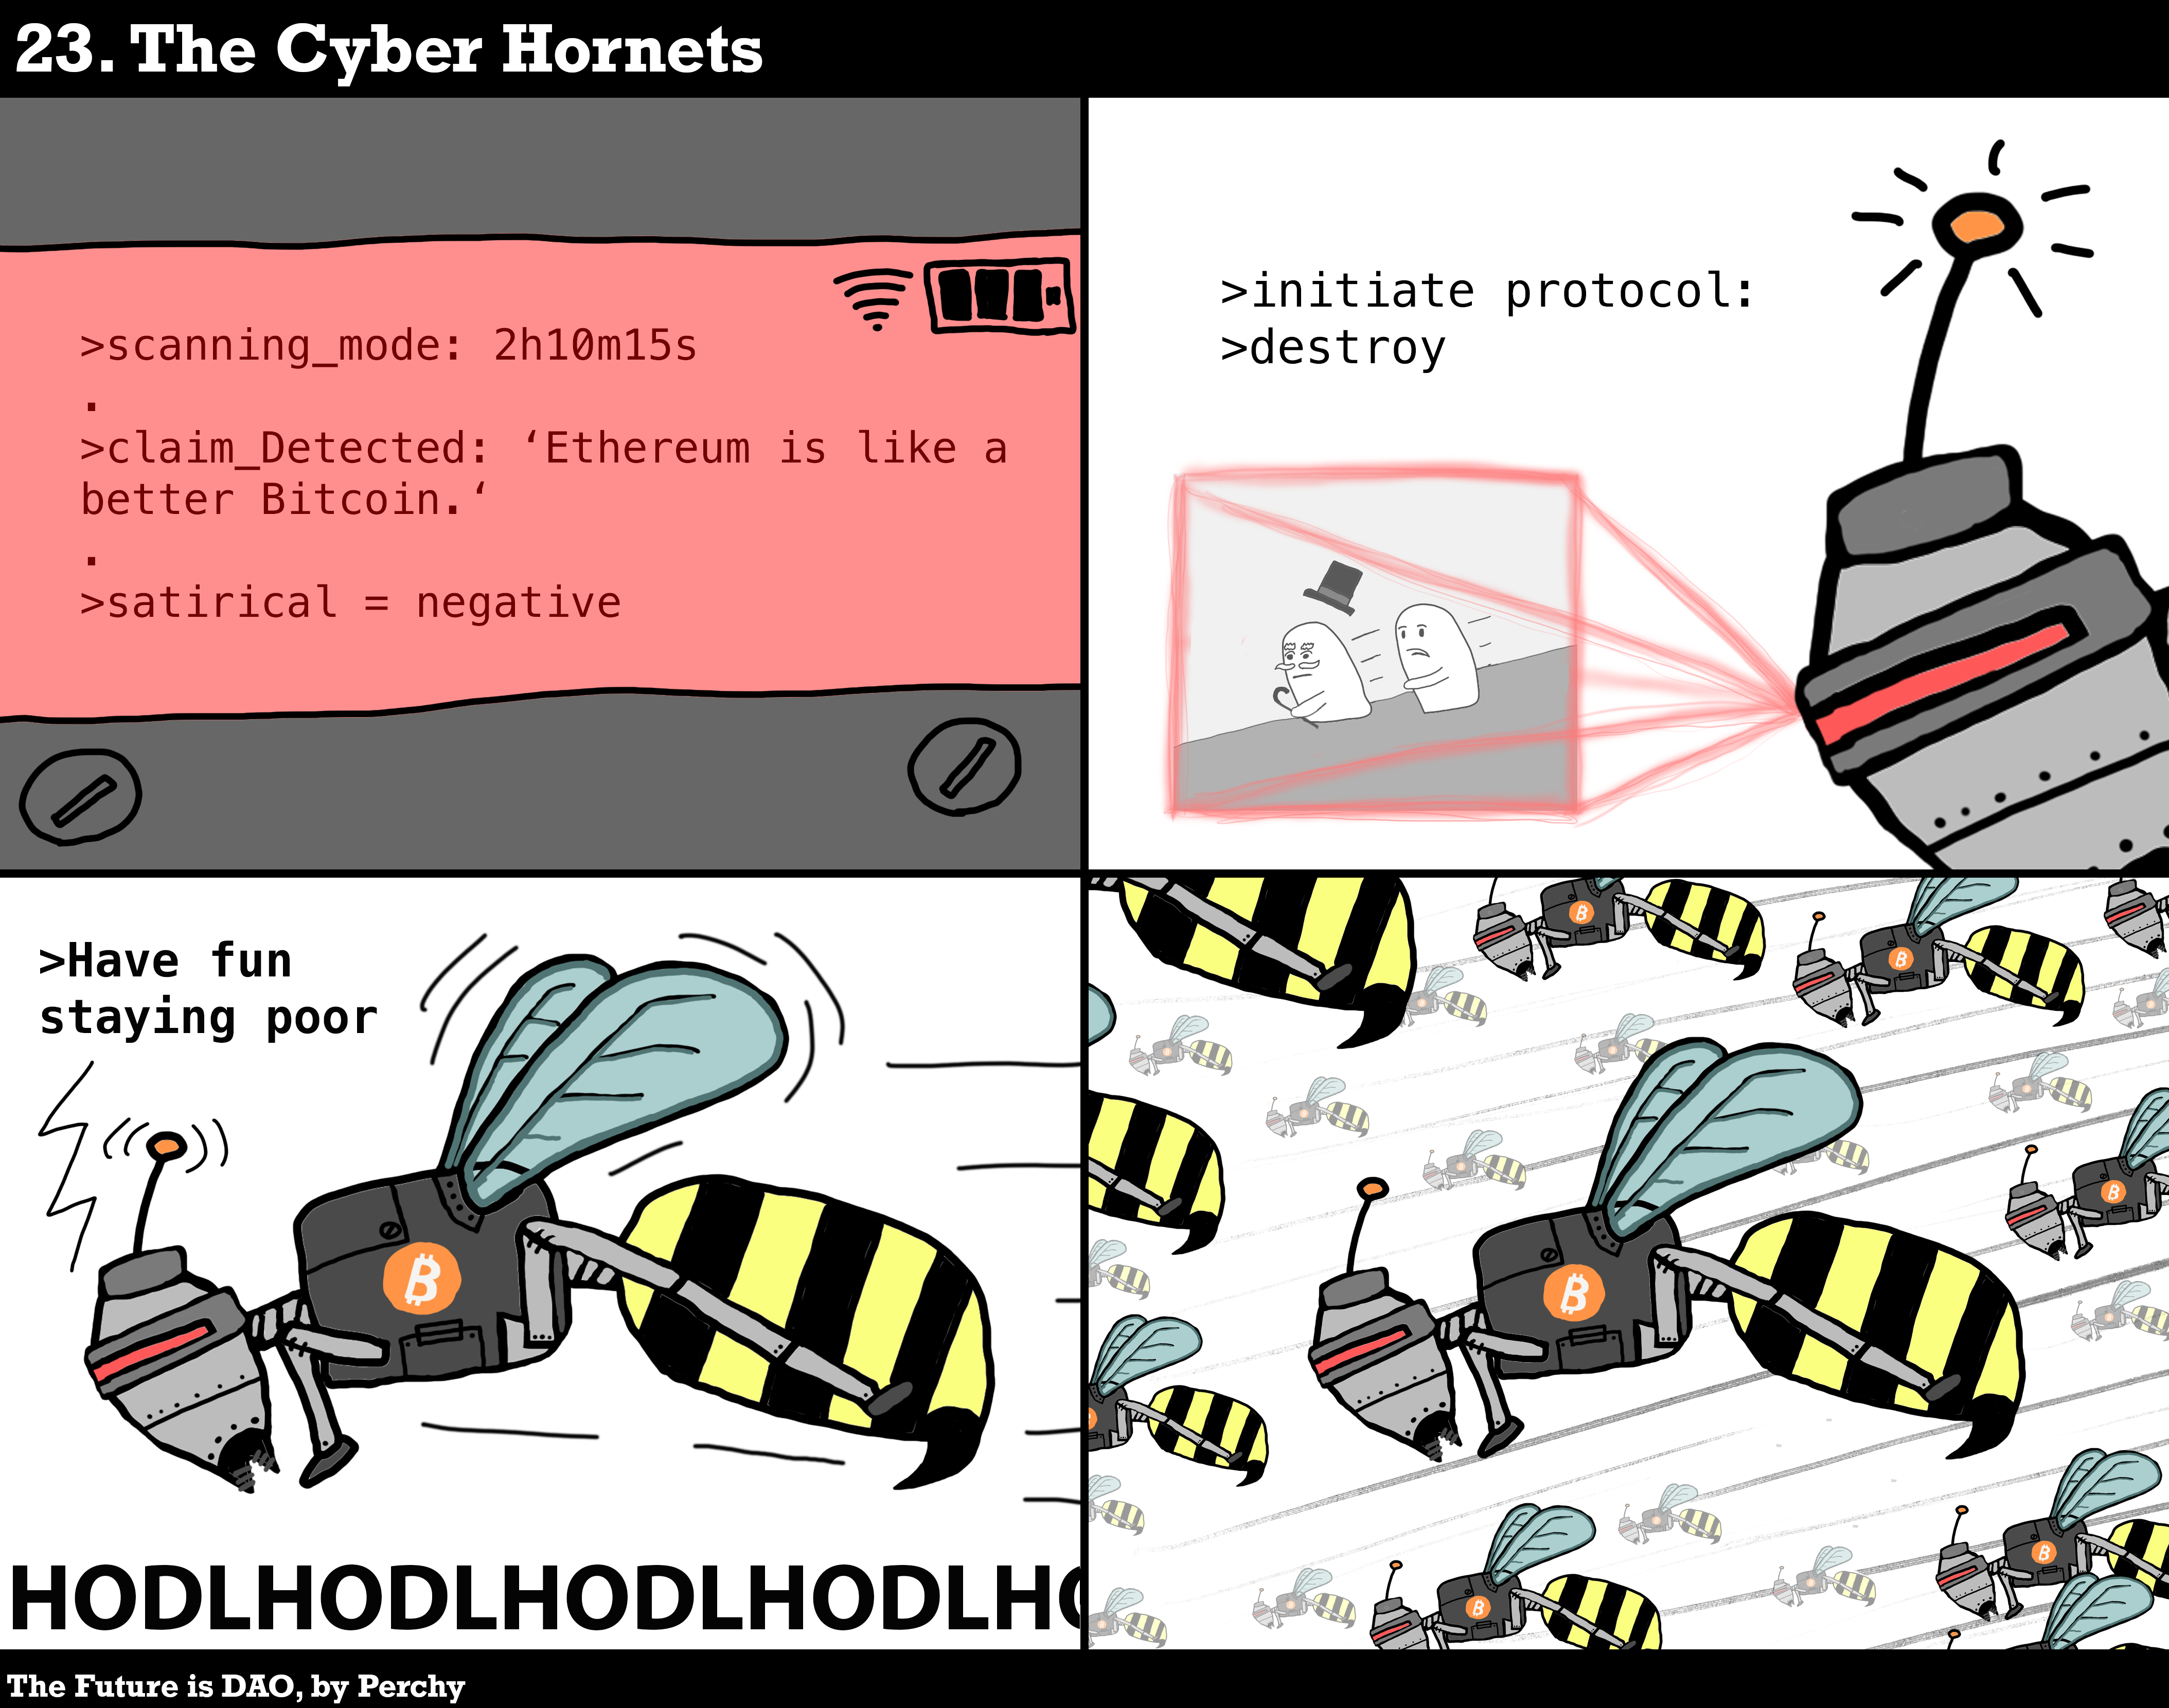 23. The Cyber Hornets
>scanning_mode: 2h10m15s
.
>claim_Detected: ‘Ethereum is like a
better Bitcoin.‘
.
>satirical = negative
>initiate protocol:
>destroy
>Have fun
staying poor
HODLHODLHODLHODLHO
The Future is DAO, by Perchy